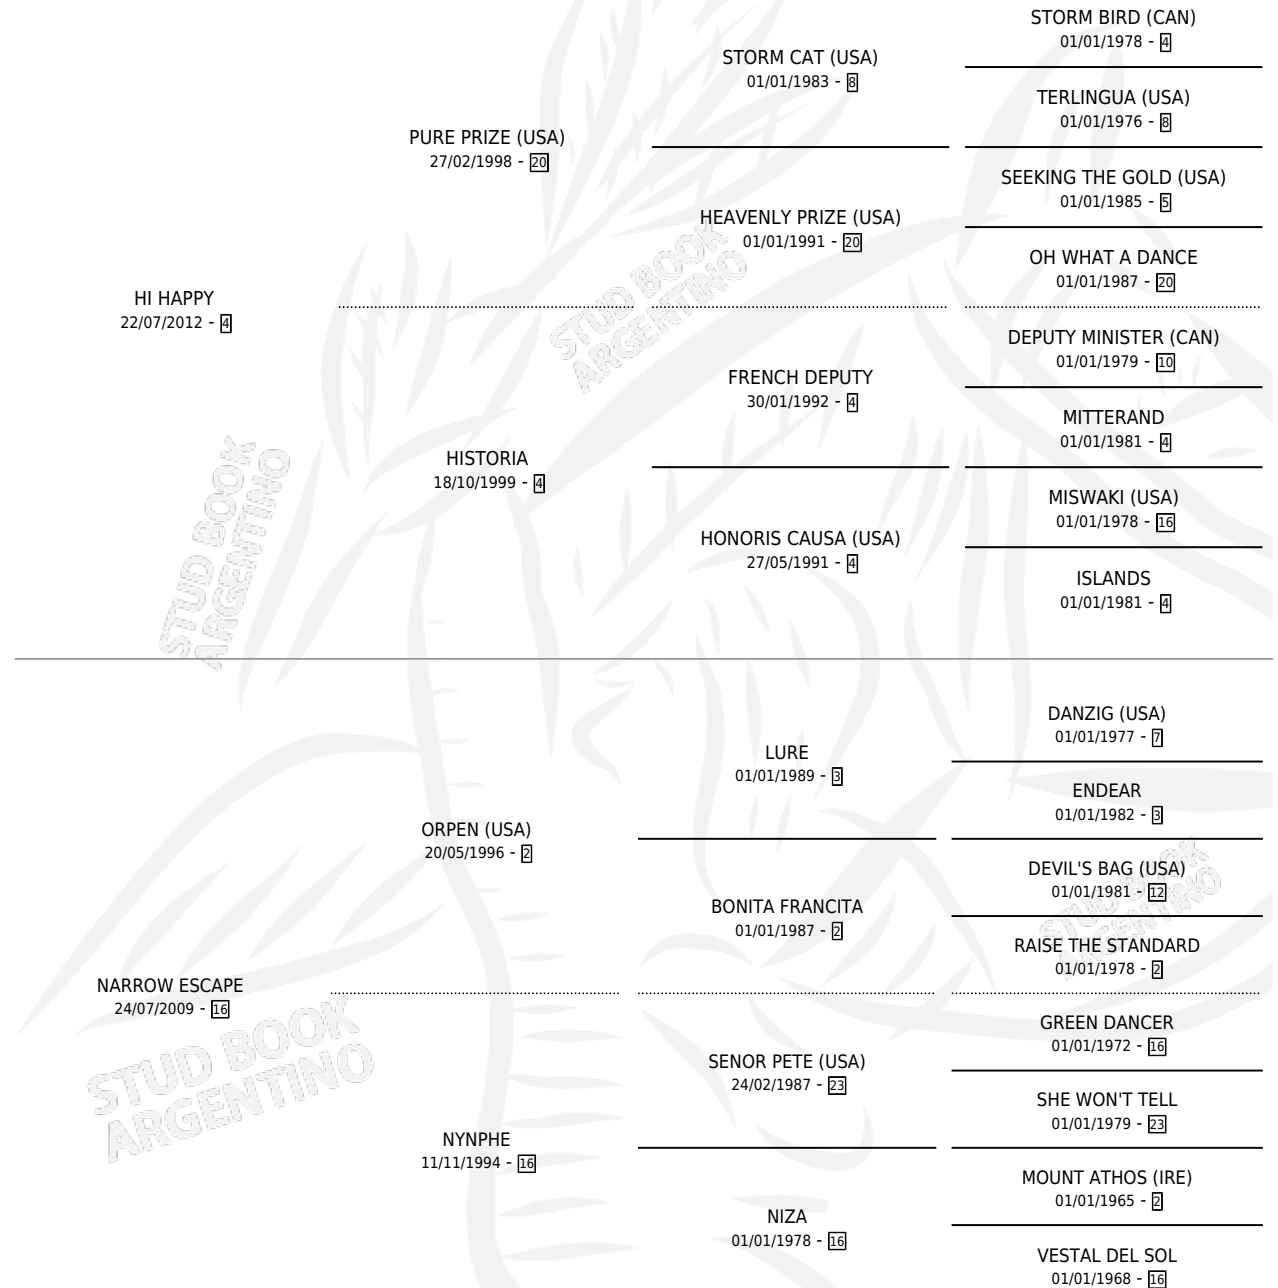 STORM BIRD (CAN)
01/01/1978 - 4
STORM CAT (USA)
01/01/1983 - 8
TERLINGUA (USA)
01/01/1976 - 8
PURE PRIZE (USA)
27/02/1998 - 20
SEEKING THE GOLD (USA)
01/01/1985 - 5
HEAVENLY PRIZE (USA)
01/01/1991 - 20
OH WHAT A DANCE
01/01/1987 - 20
HI HAPPY
22/07/2012 - 4
DEPUTY MINISTER (CAN)
01/01/1979 - 10
FRENCH DEPUTY
30/01/1992 - 4
MITTERAND
01/01/1981 - 4
HISTORIA
18/10/1999 - 4
MISWAKI (USA)
01/01/1978 - 16
HONORIS CAUSA (USA)
27/05/1991 - 4
ISLANDS
01/01/1981 - 4
STUD BOOK
ARGENTINO
STUD BOOK
ARGENTINO
DANZIG (USA)
01/01/1977 - 7
LURE
01/01/1989 - 3
ENDEAR
01/01/1982 - 3
ORPEN (USA)
20/05/1996 - 2
DEVIL'S BAG (USA)
01/01/1981 - 12
BONITA FRANCITA
01/01/1987 - 2
RAISE THE STANDARD
01/01/1978 - 2
NARROW ESCAPE
24/07/2009 - 16
GREEN DANCER
01/01/1972 - 16
SENOR PETE (USA)
24/02/1987 - 23
SHE WON'T TELL
01/01/1979 - 23
NYNPHE
11/11/1994 - 16
MOUNT ATHOS (IRE)
01/01/1965 - 2
NIZA
01/01/1978 - 16
VESTAL DEL SOL
01/01/1968 - 16
STUD BOOK
ARGENTINO
STUD BOOK
ARGENTINO